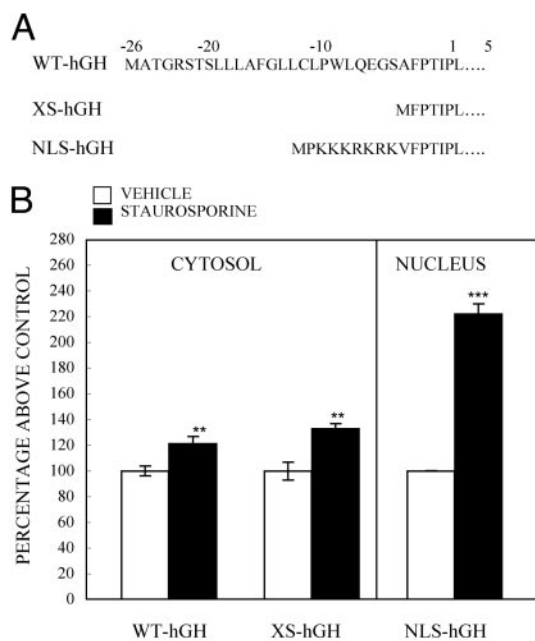 A
-26 -20 -10 1 5
WT-hGH MATGRSTSLLLAFGLLCLPWLQEGSAFPTIPL....
XS-hGH MFPTIPL....
NLS-hGH MPKKKRKRKVFPTIPL....
B
VEHICLE
STAUROSPORINE
CYTOSOL NUCLEUS
PERCENTAGE ABOVE CONTROL
280
260
240
220
200
180
160
140
120
100
80
60
40
20
0
** ** ***
WT-hGH XS-hGH NLS-hGH